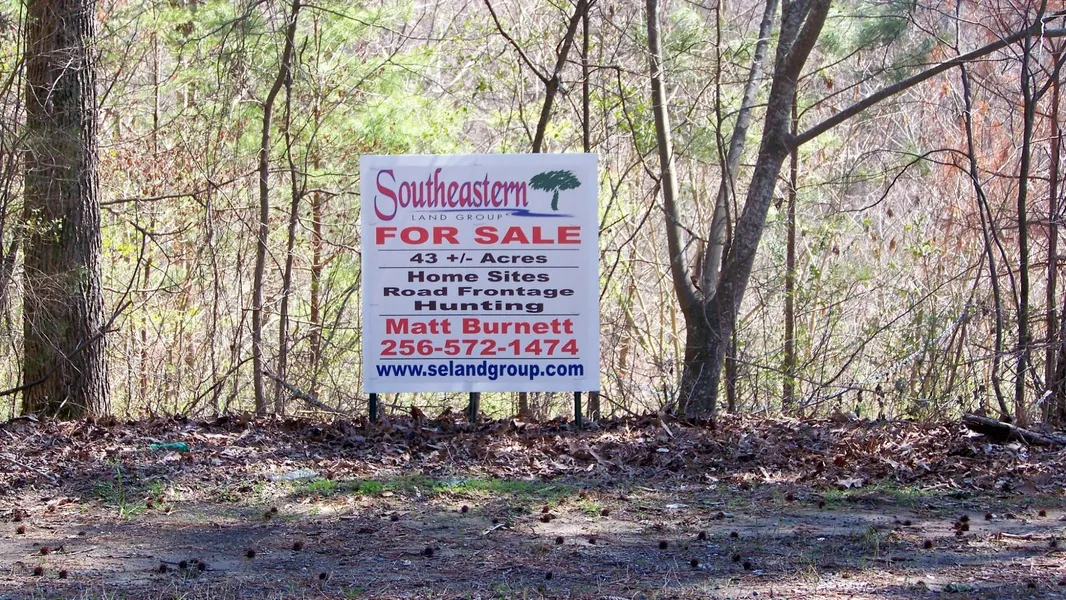 Southeastern
LAND GROUP
FOR SALE
43 +/- Acres
Home Sites
Road Frontage
Hunting
Matt Burnett
256-572-1474
www.selandgroup.com